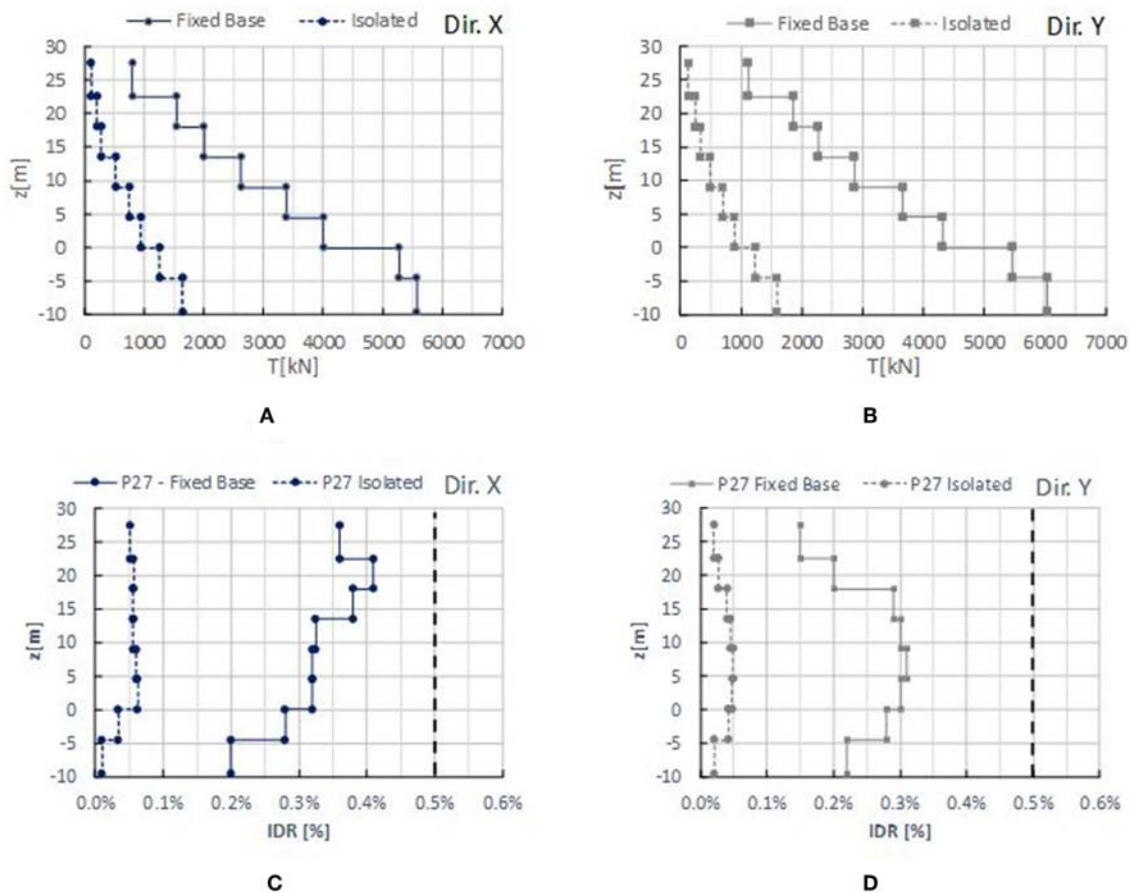 Fixed Base Isolated Dir. X
30
25
20
15
10
5
0
-5
-10
z[m]
0 1000 2000 3000 4000 5000 6000 7000
T[kN]
A
Fixed Base Isolated Dir. Y
30
25
20
15
10
5
0
-5
-10
z[m]
0 1000 2000 3000 4000 5000 6000 7000
T[kN]
B
P27 - Fixed Base P27 Isolated Dir. X
30
25
20
15
10
5
0
-5
-10
z[m]
0.0% 0.1% 0.2% 0.3% 0.4% 0.5% 0.6%
IDR [%]
C
P27 Fixed Base P27 Isolated Dir. Y
30
25
20
15
10
5
0
-5
-10
z[m]
0.0% 0.1% 0.2% 0.3% 0.4% 0.5% 0.6%
IDR [%]
D